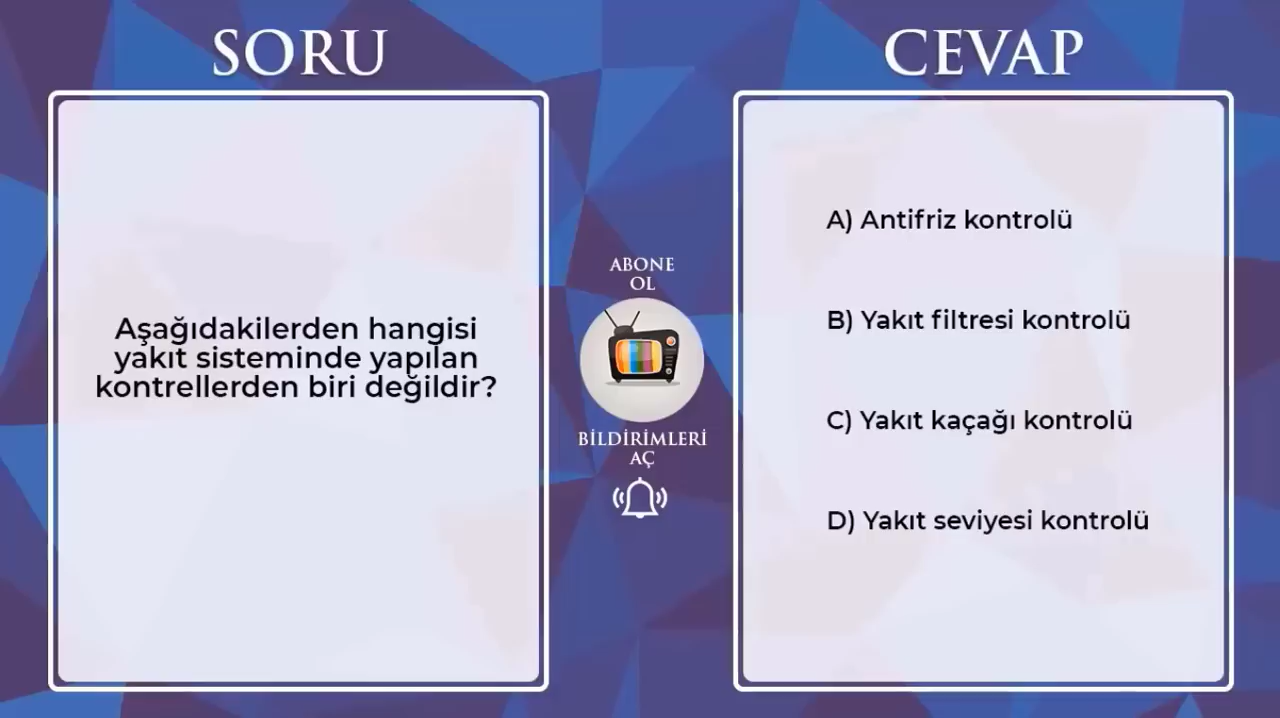 SORU
Aşağıdakilerden hangisi
yakıt sisteminde yapılan
kontrellerden biri değildir?
ABONE
OL
BİLDİRİMLERİ
AÇ
CEVAP
A) Antifriz kontrolü
B) Yakıt filtresi kontrolü
C) Yakıt kaçağı kontrolü
D) Yakıt seviyesi kontrolü